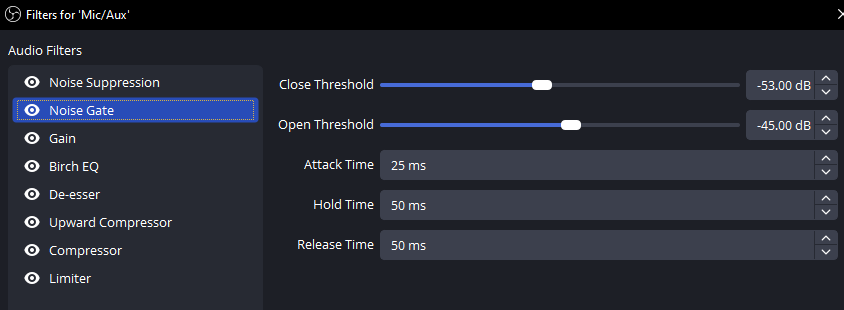 Filters for 'Mic/Aux'
Audio Filters
Noise Suppression
Noise Gate
Gain
Birch EQ
De-esser
Upward Compressor
Compressor
Limiter
Close Threshold -53.00 dB
Open Threshold -45.00 dB
Attack Time 25 ms
Hold Time 50 ms
Release Time 50 ms